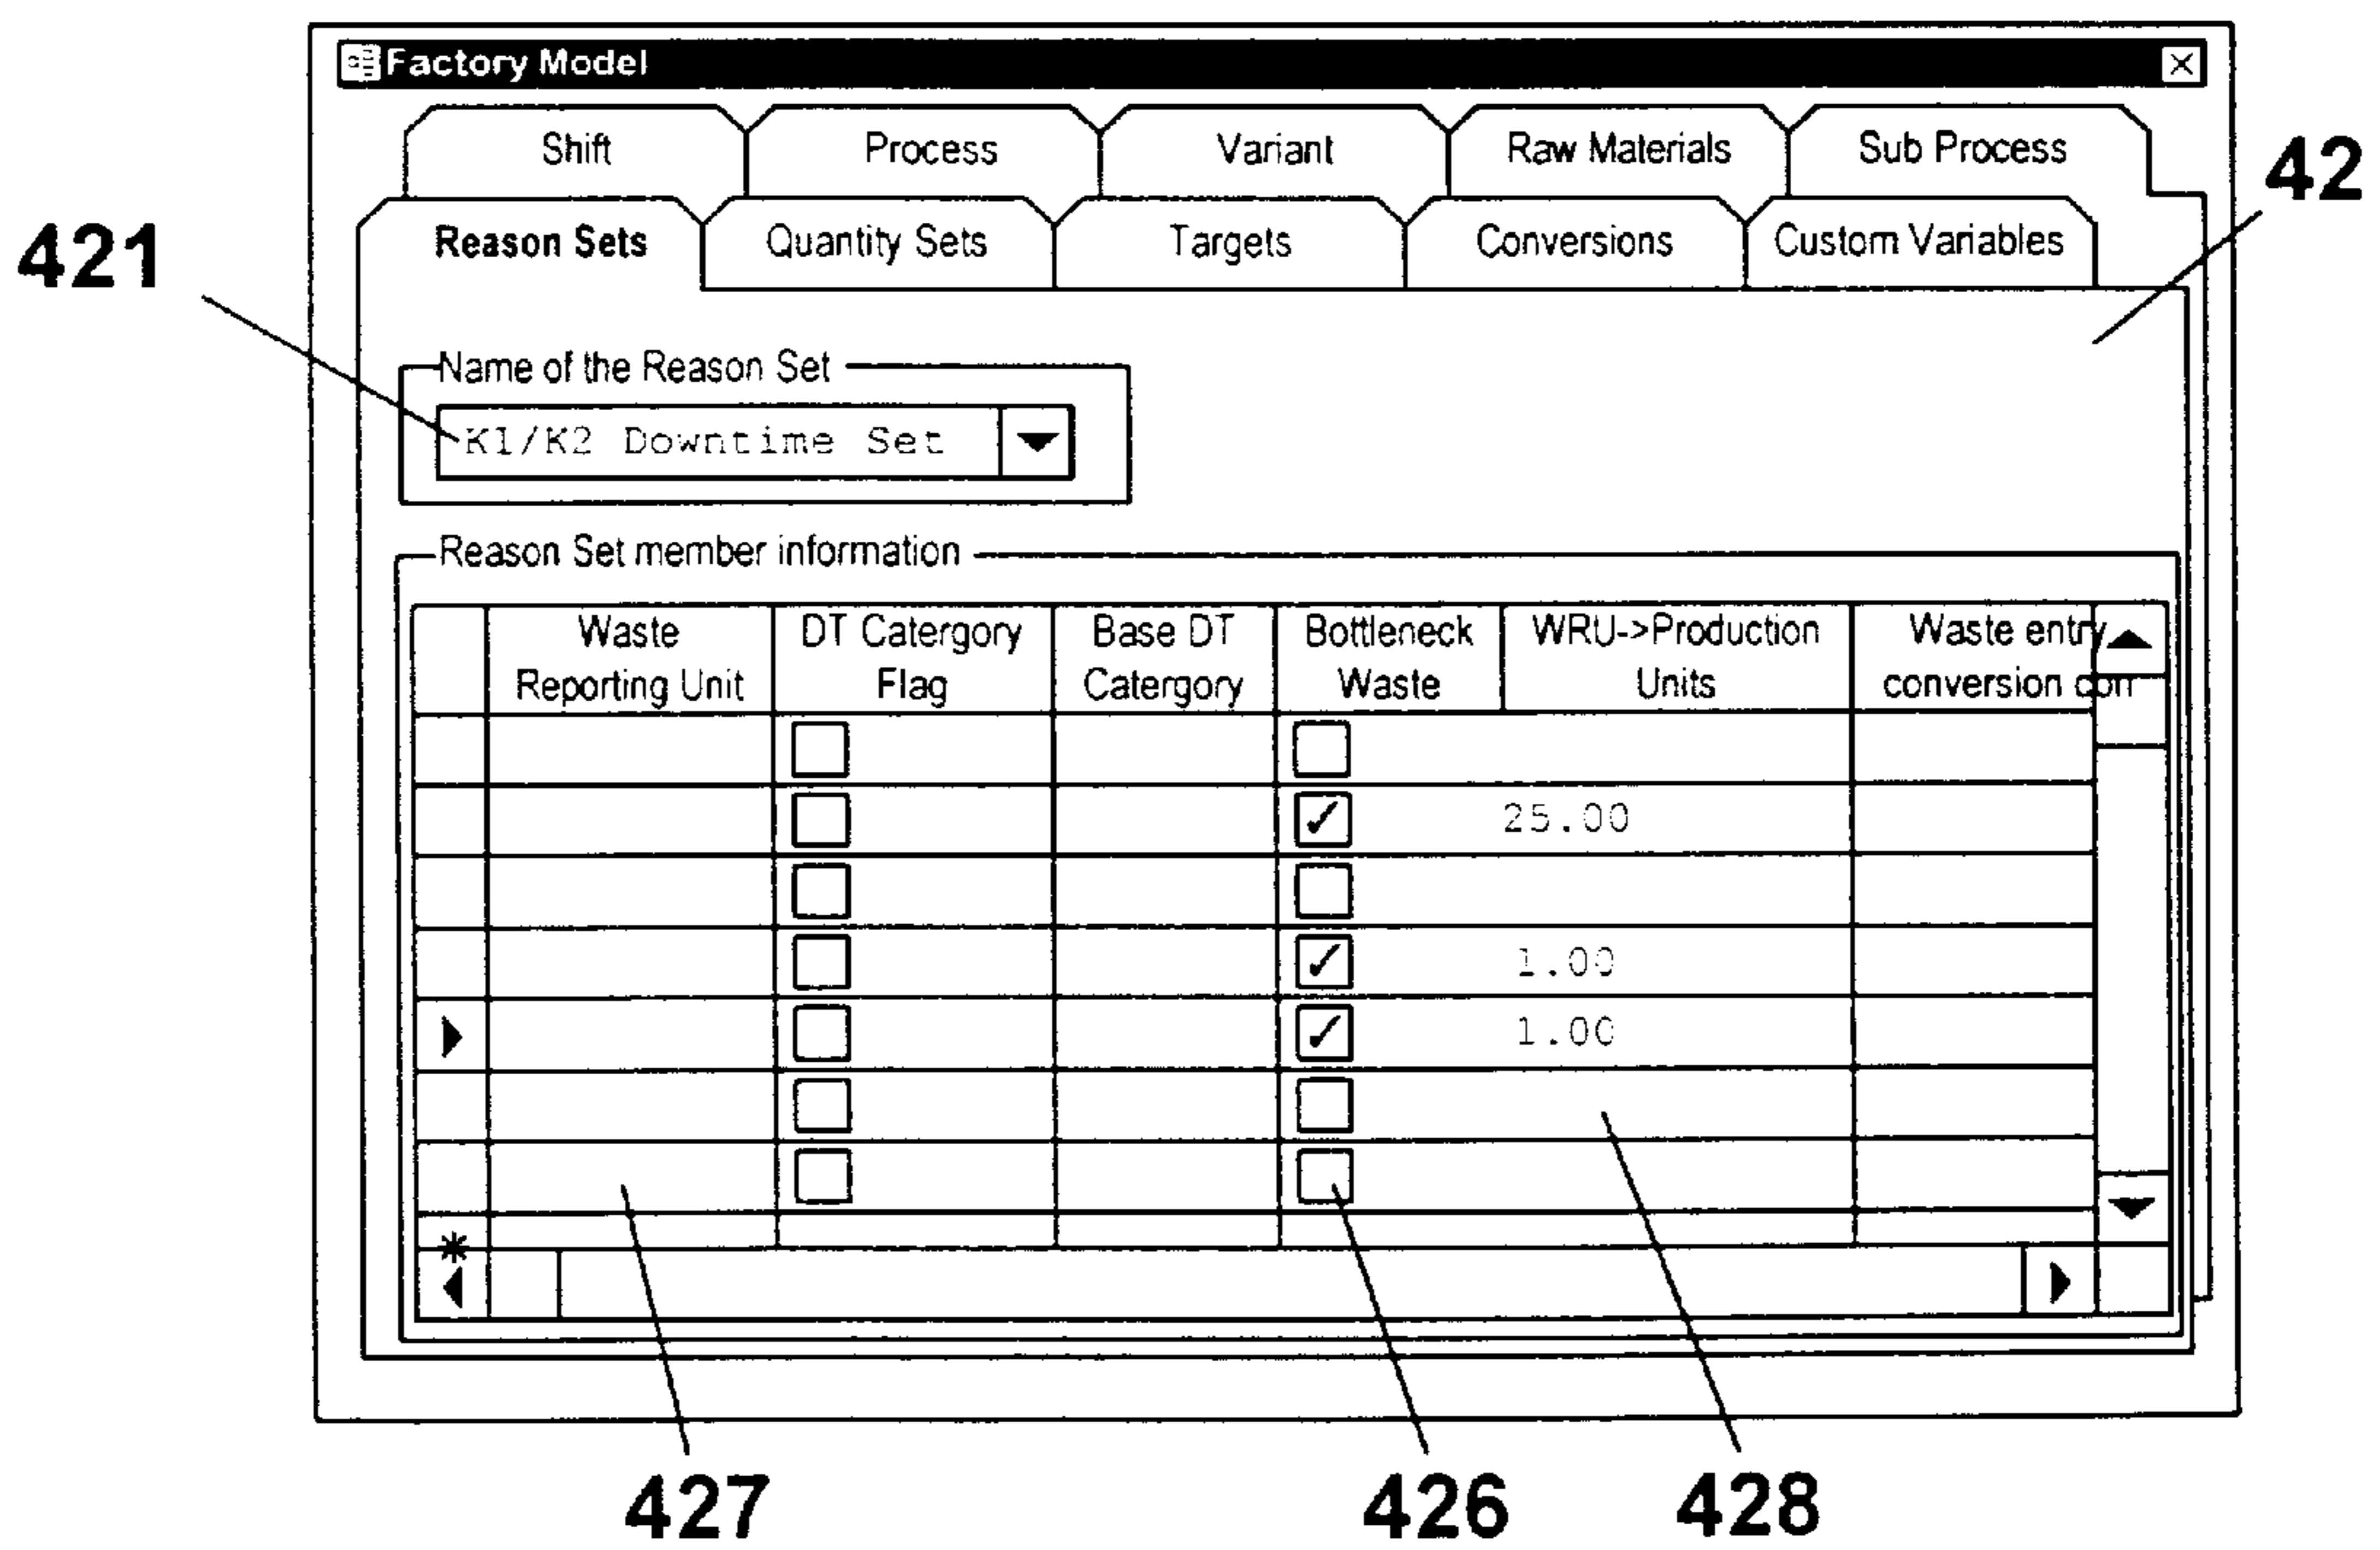 Factory Model
Shift Process Variant Raw Materials Sub Process
42
Reason Sets Quantity Sets Targets Conversions Custom Variables
421
Name of the Reason Set
K1/K2 Downtime Set
Reason Set member information
Waste DT Catergory Base DT Bottleneck WRU->Production Waste entry
Reporting Unit Flag Catergory Waste Units conversion con
25.00
1.00
1.00
427 426 428